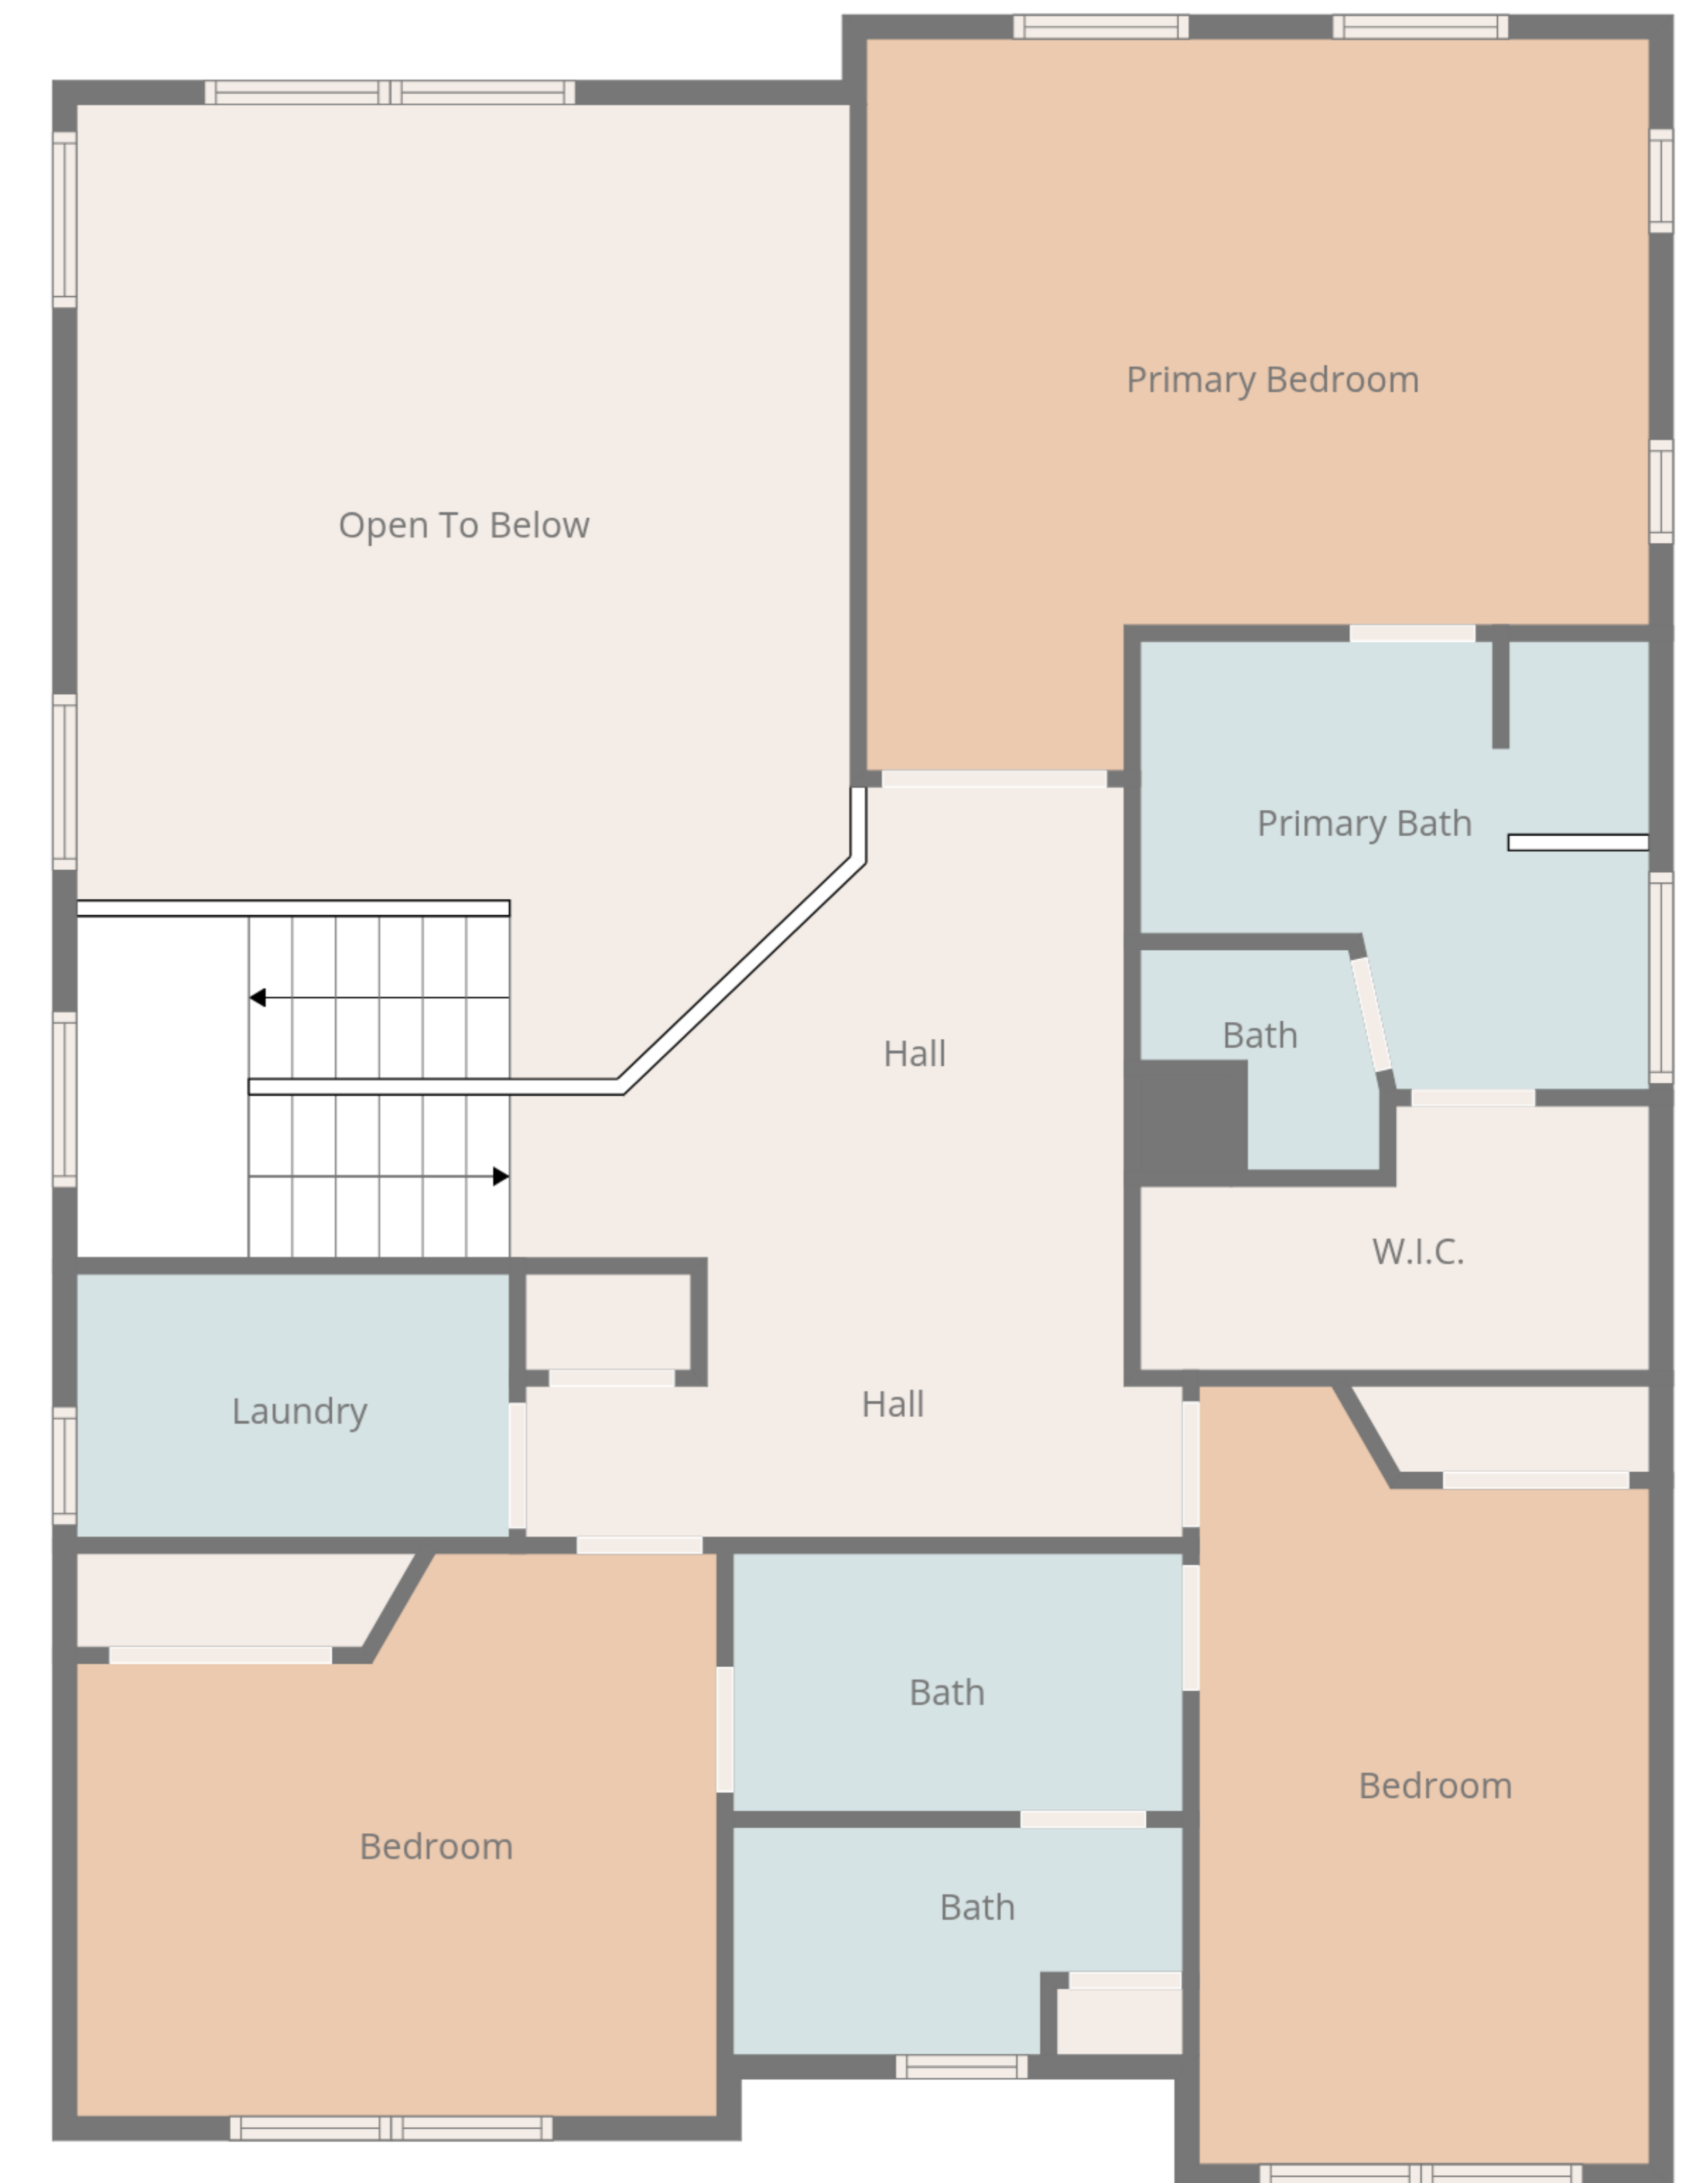 Primary Bedroom
Open To Below
Primary Bath
Bath
Hall
W.I.C.
Hall
Laundry
Bath
Bedroom
Bedroom
Bath